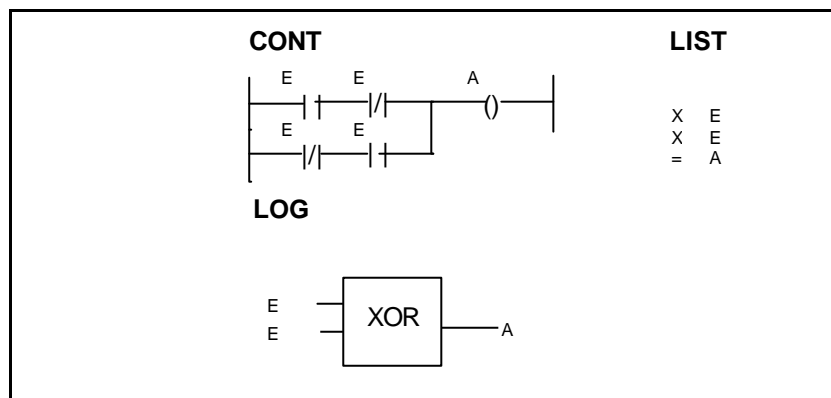 CONT
LIST
E E A
|/| ()
E E
|/|
X E
X E
= A
LOG
E
E
XOR
A